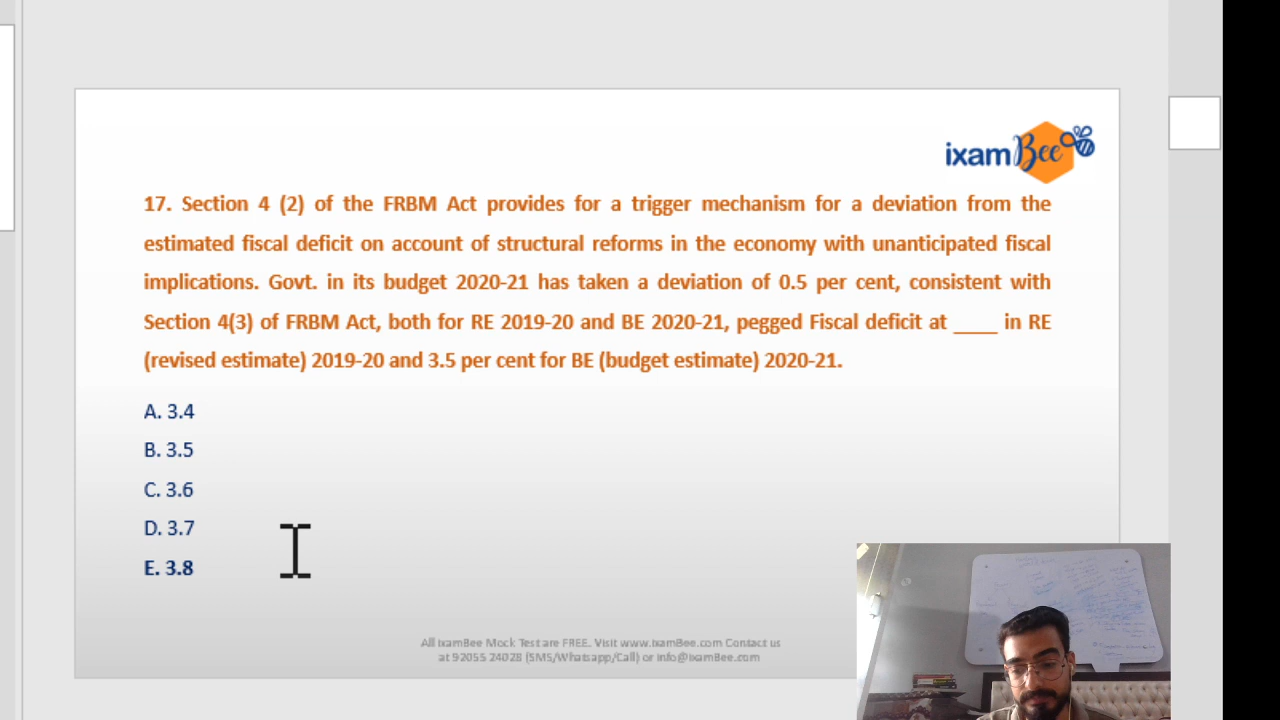 ixamBee
17. Section 4 (2) of the FRBM Act provides for a trigger mechanism for a deviation from the
estimated fiscal deficit on account of structural reforms in the economy with unanticipated fiscal
implications. Govt. in its budget 2020-21 has taken a deviation of 0.5 per cent, consistent with
Section 4(3) of FRBM Act, both for RE 2019-20 and BE 2020-21, pegged Fiscal deficit at ____ in RE
(revised estimate) 2019-20 and 3.5 per cent for BE (budget estimate) 2020-21.
A. 3.4
B. 3.5
C. 3.6
D. 3.7
E. 3.8
All ixamBee Mock Test are FREE. Visit www.ixamBee.com Contact us
at 92055 24028 (SMS/Whatsapp/Call) or info@ixamBee.com